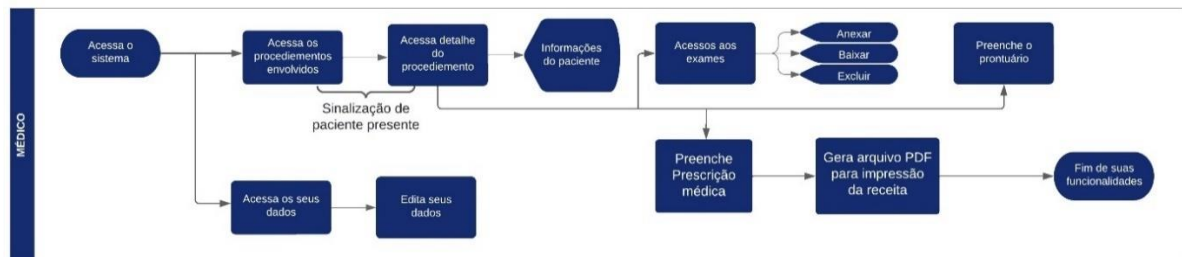 MÉDICO
Acessa o
sistema
Acessa os
procediementos
envolvidos
Acessa detalhe
do
procediemento
Sinalização de
paciente presente
Informações
do paciente
Acessos aos
exames
Anexar
Baixar
Excluir
Preenche o
prontuário
Preenche
Prescrição
médica
Gera arquivo PDF
para impressão
da receita
Fim de suas
funcionalidades
Acessa os seus
dados
Edita seus
dados